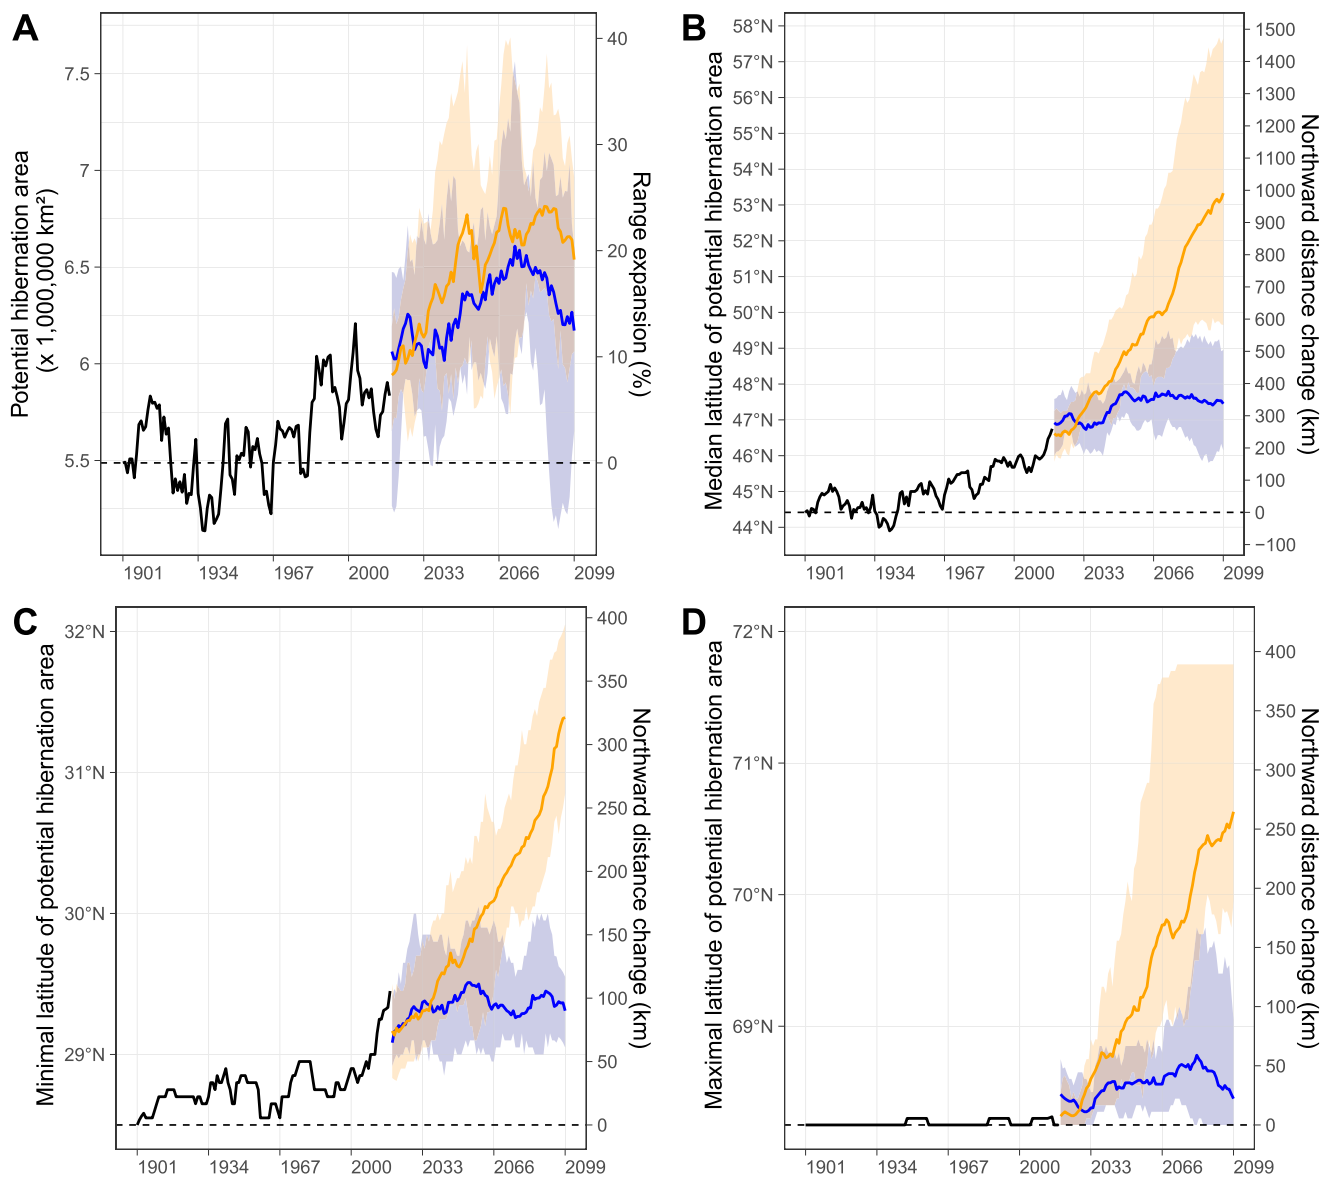 A
Potential hibernation area
(x 1,000,000 km²)
7.5
7
6.5
6
5.5
40
30
20
10
0
Range expansion (%)
1901
1934
1967
2000
2033
2066
2099
B
Median latitude of potential hibernation area
58°N
57°N
56°N
55°N
54°N
53°N
52°N
51°N
50°N
49°N
48°N
47°N
46°N
45°N
44°N
1500
1400
1300
1200
1100
1000
900
800
700
600
500
400
300
200
100
0
−100
Northward distance change (km)
1901
1934
1967
2000
2033
2066
2099
C
Minimal latitude of potential hibernation area
32°N
31°N
30°N
29°N
400
350
300
250
200
150
100
50
0
Northward distance change (km)
1901
1934
1967
2000
2033
2066
2099
D
Maximal latitude of potential hibernation area
72°N
71°N
70°N
69°N
400
350
300
250
200
150
100
50
0
Northward distance change (km)
1901
1934
1967
2000
2033
2066
2099